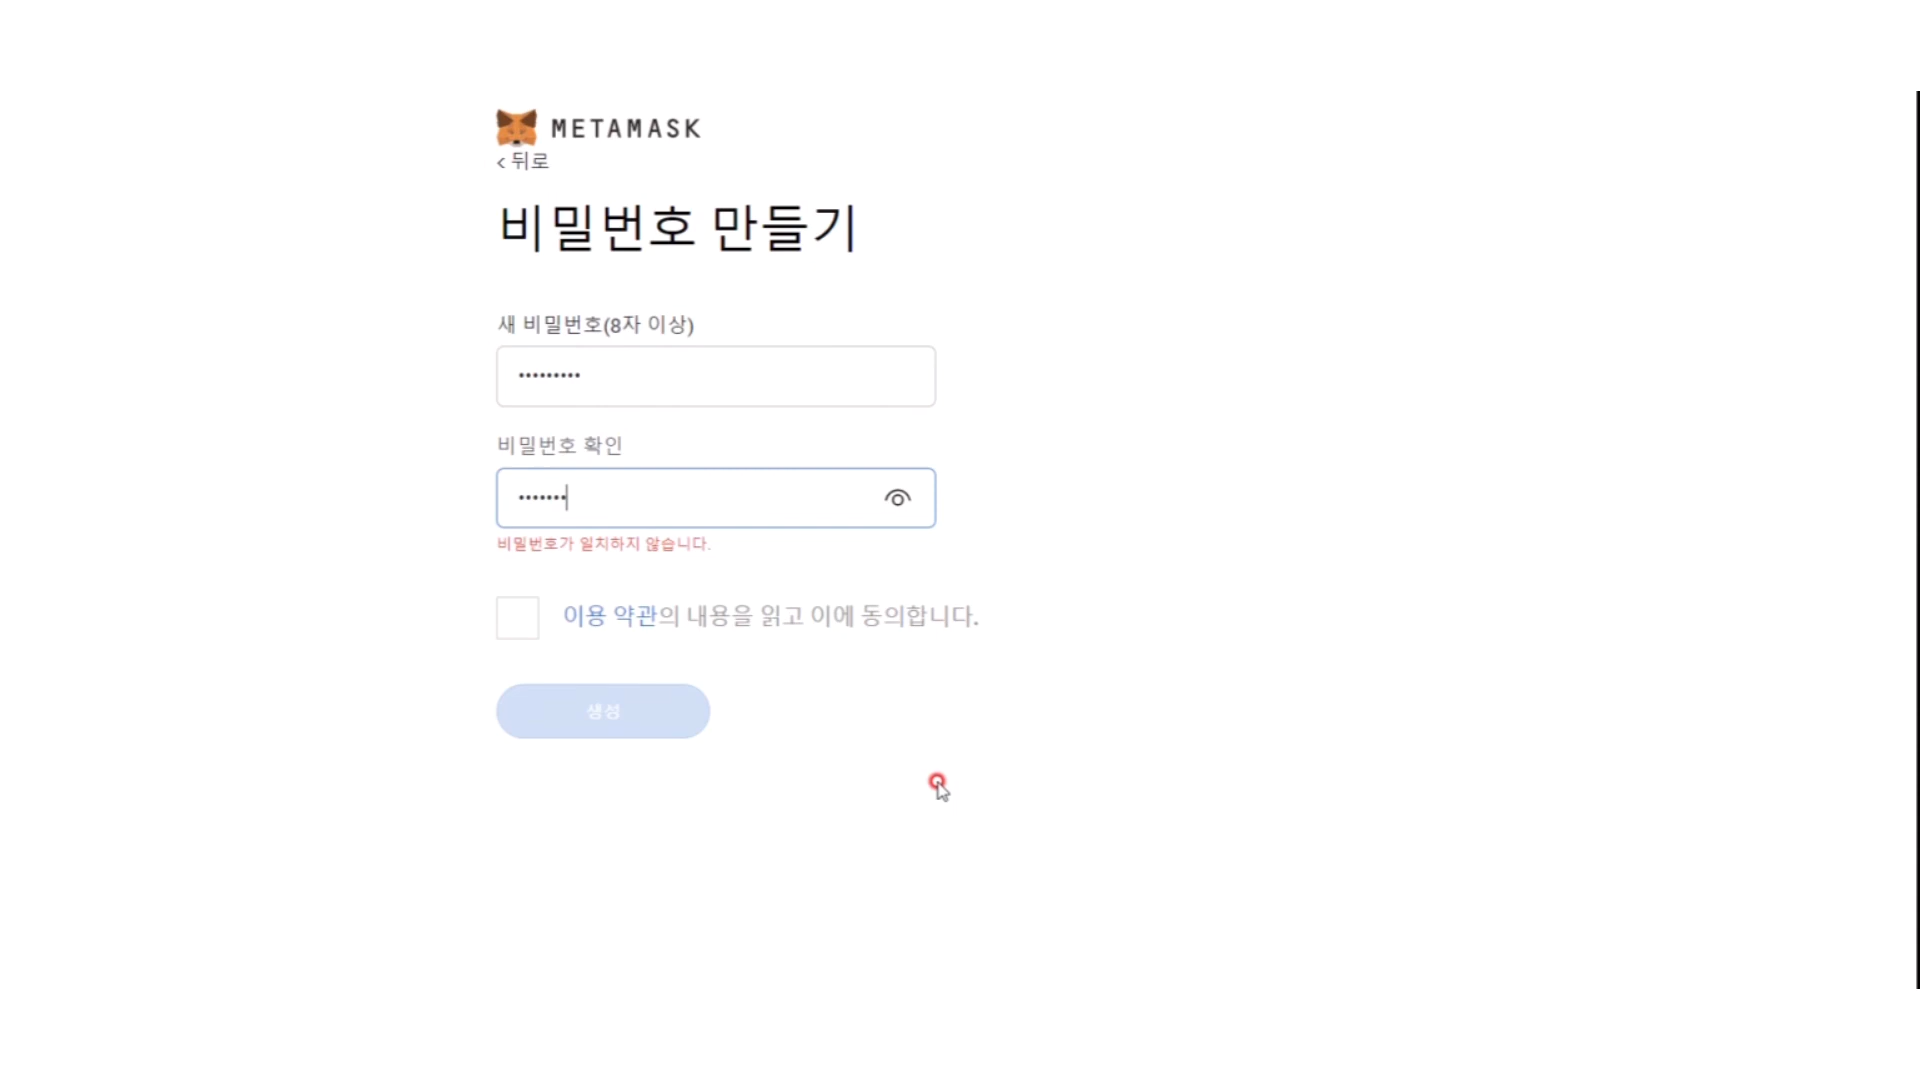 METAMASK
< 뒤로
비밀번호 만들기
새 비밀번호(8자 이상)
•••••••••
비밀번호 확인
•••••••
비밀번호가 일치하지 않습니다.
이용 약관의 내용을 읽고 이에 동의합니다.
생성